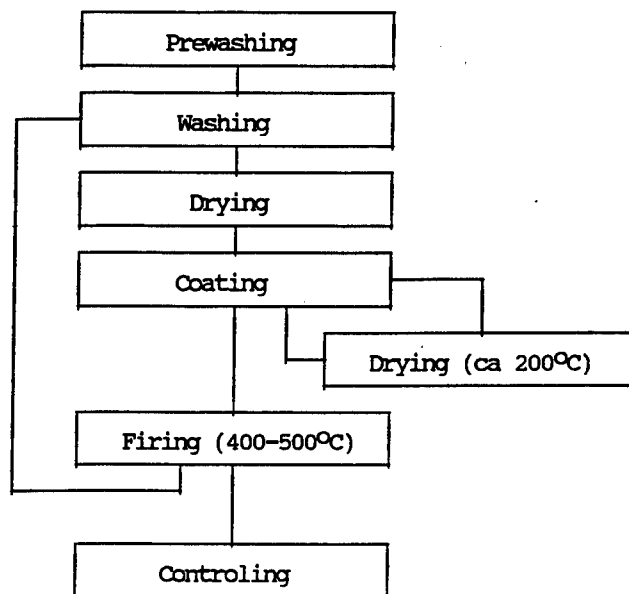 Prewashing
Washing
Drying
Coating
Drying (ca 200°C)
Firing (400-500°C)
Controling